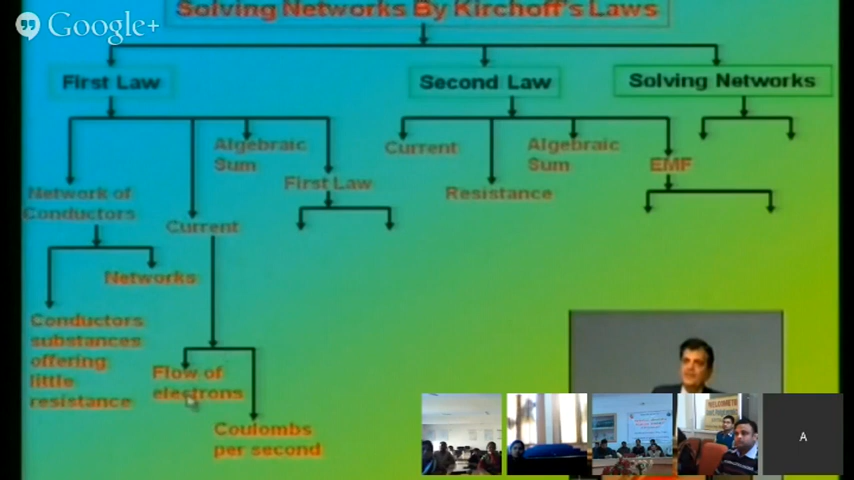 Solving Networks By Kirchoff's Laws
Google+
First Law
Second Law
Solving Networks
Algebraic
Sum
First Law
Current
Algebraic
Sum
EMF
Resistance
Network of
Conductors
Current
Networks
Conductors
substances
offering
little
resistance
Flow of
electrons
Coulombs
per second
A